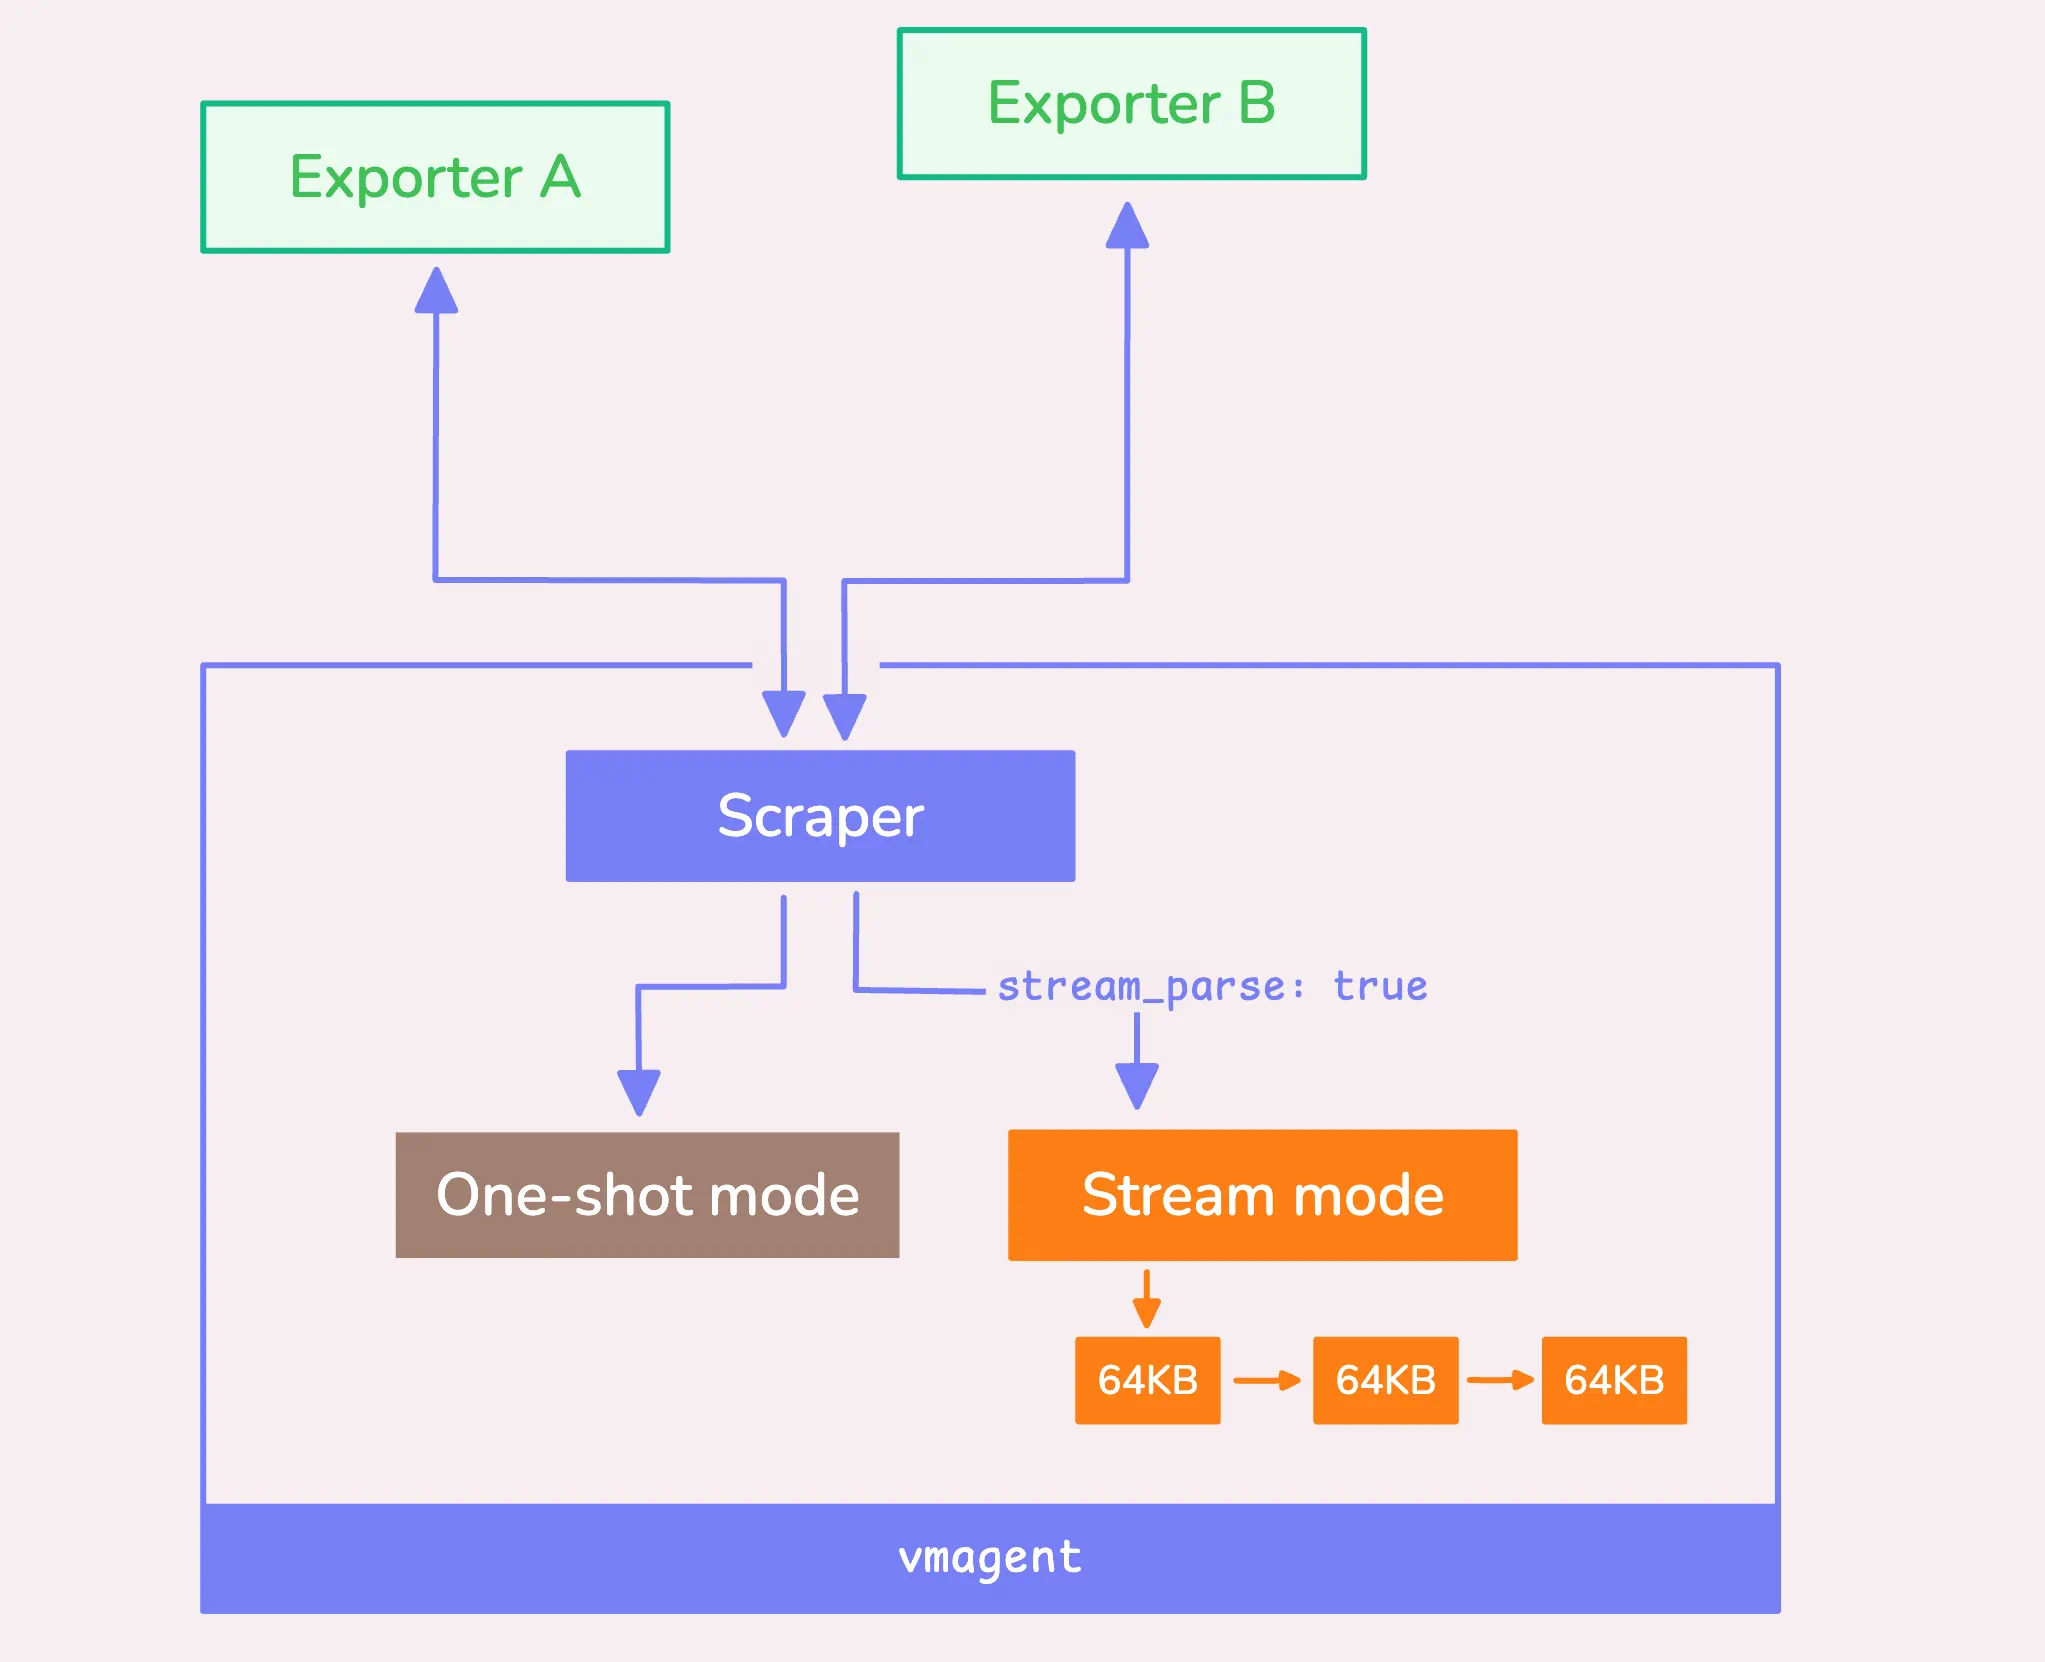 Exporter B
Exporter A
Scraper
stream_parse: true
One-shot mode
Stream mode
64KB
64KB
64KB
vmagent